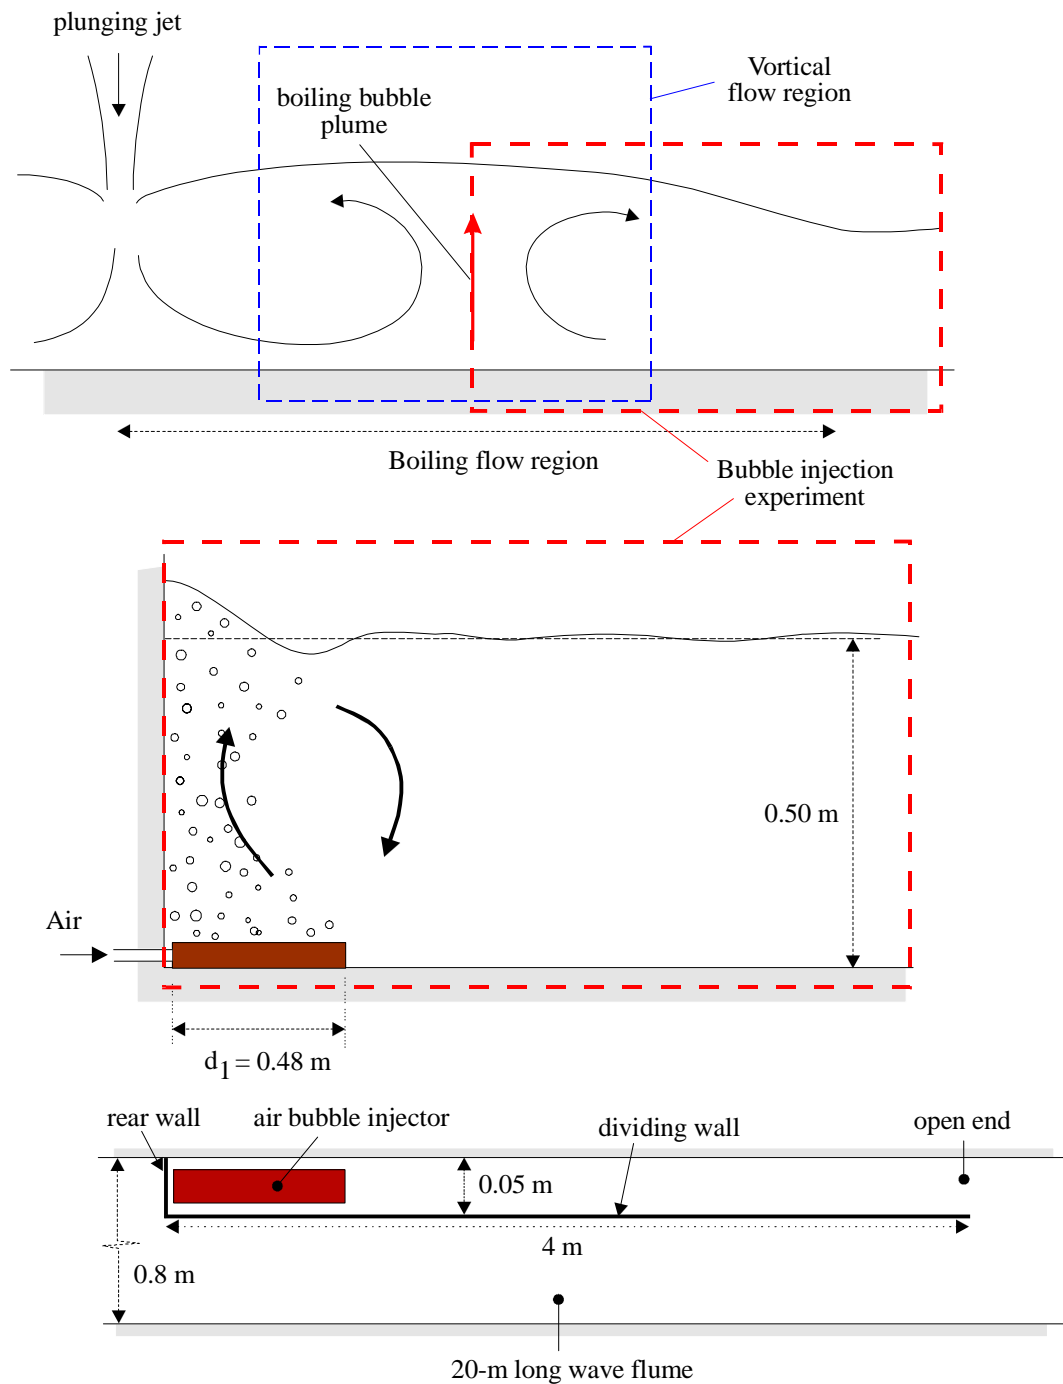 plunging jet
Vortical
flow region
boiling bubble
plume
Boiling flow region
Bubble injection
experiment
0.50 m
Air
d1 = 0.48 m
rear wall
air bubble injector
dividing wall
open end
0.05 m
4 m
0.8 m
20-m long wave flume